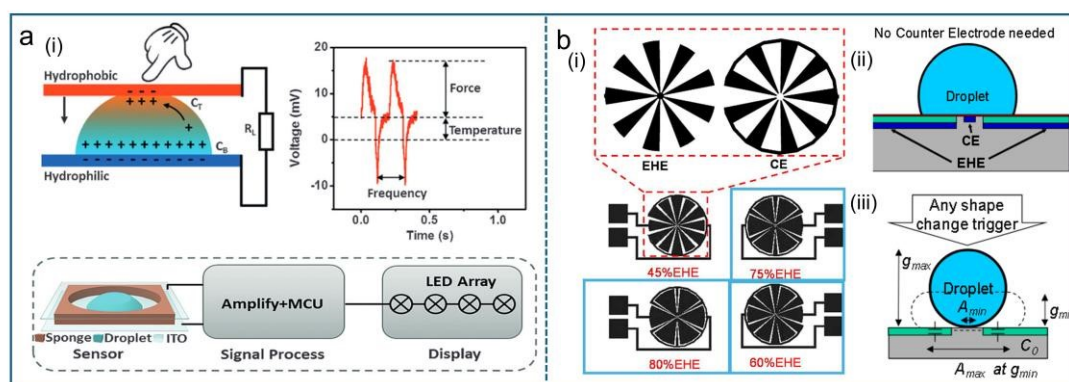 a
(i)
Hydrophobic
- - -
+ + +
C_T
+
+ + + + + + + +
C_B
- - - - - - - - -
Hydrophilic
R_L
Voltage (mV)
20
10
0
-10
Force
Temperature
Frequency
0.0
0.5
1.0
Time (s)
Sponge Droplet ITO
Sensor
Amplify+MCU
Signal Process
LED Array
Display
b
(i)
EHE
CE
45%EHE
75%EHE
80%EHE
60%EHE
(ii)
No Counter Electrode needed
Droplet
CE
EHE
(iii)
Any shape
change trigger
g_max
Droplet
A_min
C_0
A_max at g_min